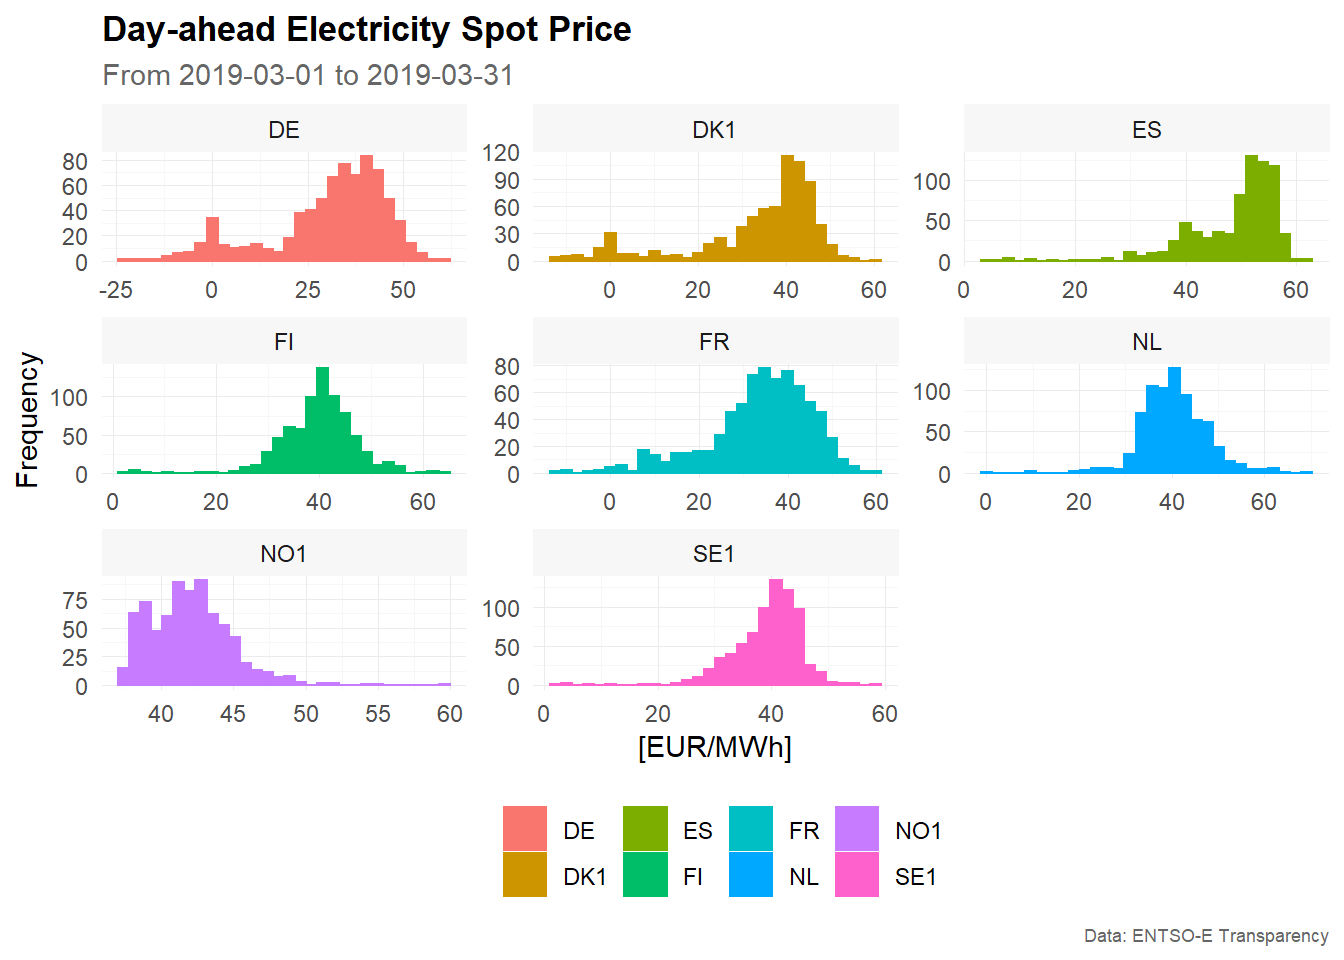 Day-ahead Electricity Spot Price
From 2019-03-01 to 2019-03-31
DE DK1 ES
80 60 40 20 0
-25 0 25 50
120 90 60 30 0
0 20 40 60
100 50 0
0 20 40 60
Frequency
FI FR NL
100 50 0
0 20 40 60
80 60 40 20 0
0 20 40 60
100 50 0
0 20 40 60
NO1 SE1
75 50 25 0
40 45 50 55 60
100 50 0
0 20 40 60
[EUR/MWh]
DE ES FR NO1
DK1 FI NL SE1
Data: ENTSO-E Transparency